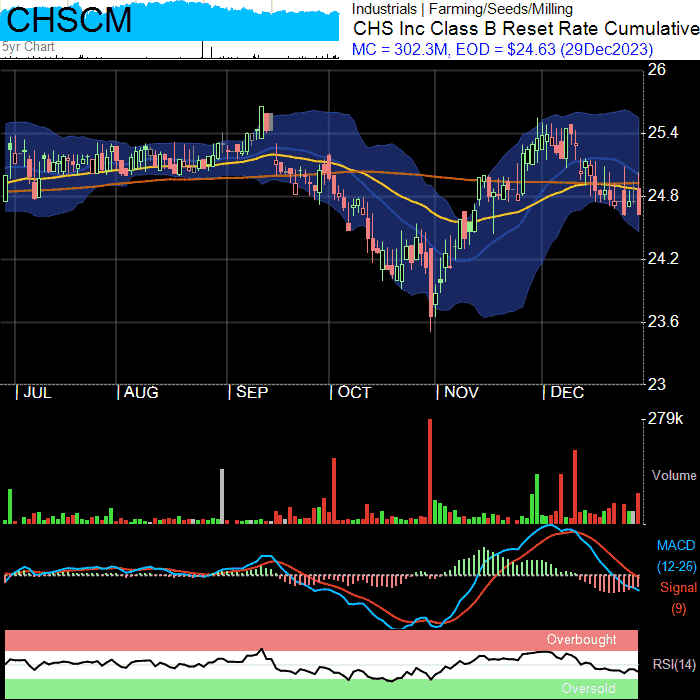 CHSCM
5yr Chart
Industrials | Farming/Seeds/Milling
CHS Inc Class B Reset Rate Cumulative
MC = 302.3M, EOD = $24.63 (29Dec2023)
26
25.4
24.8
24.2
23.6
23
| JUL | AUG | SEP | OCT | NOV | DEC
279k
Volume
MACD
(12-26)
Signal
(9)
Overbought
RSI(14)
Oversold